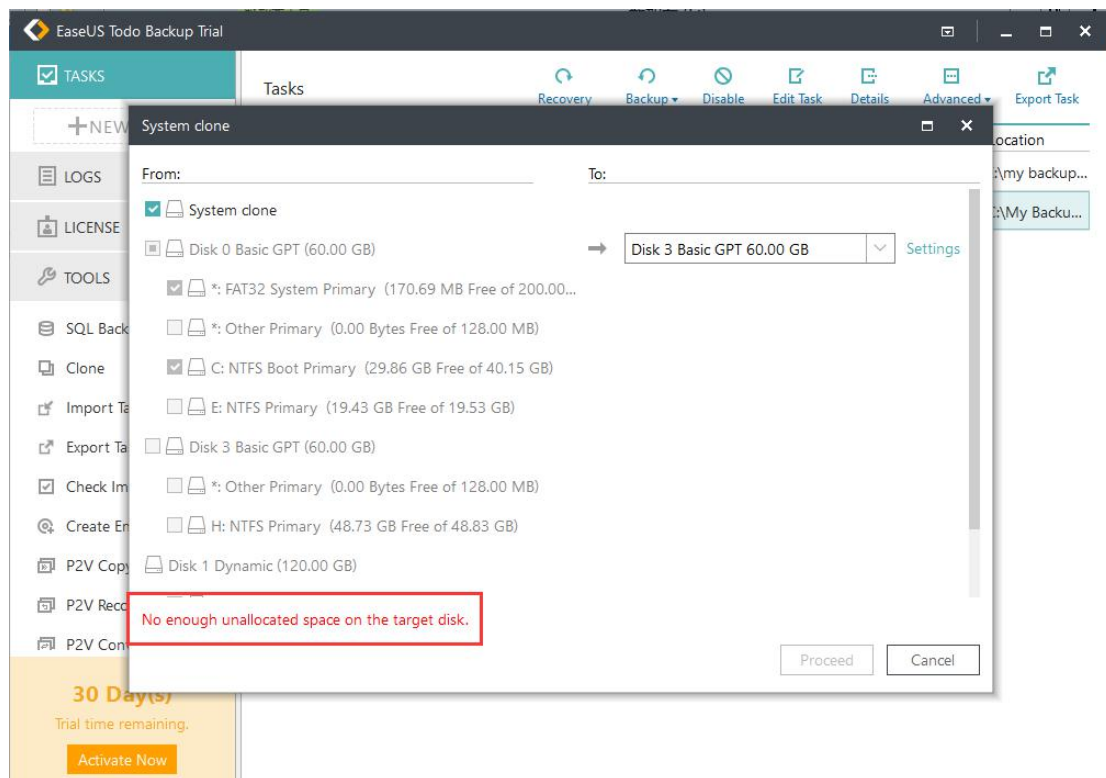 EaseUS Todo Backup Trial
TASKS
Tasks
Recovery
Backup
Disable
Edit Task
Details
Advanced
Export Task
NEW
System clone
Location
LOGS
From:
To:
:\my backup...
System clone
C:\My Backu...
LICENSE
Disk 0 Basic GPT (60.00 GB)
Disk 3 Basic GPT 60.00 GB
Settings
TOOLS
*: FAT32 System Primary (170.69 MB Free of 200.00...
SQL Back
*: Other Primary (0.00 Bytes Free of 128.00 MB)
Clone
C: NTFS Boot Primary (29.86 GB Free of 40.15 GB)
Import Ta
E: NTFS Primary (19.43 GB Free of 19.53 GB)
Export Ta
Disk 3 Basic GPT (60.00 GB)
Check Im
*: Other Primary (0.00 Bytes Free of 128.00 MB)
Create En
H: NTFS Primary (48.73 GB Free of 48.83 GB)
P2V Copy
Disk 1 Dynamic (120.00 GB)
P2V Reco
No enough unallocated space on the target disk.
P2V Con
Proceed
Cancel
30 Day(s)
Trial time remaining.
Activate Now